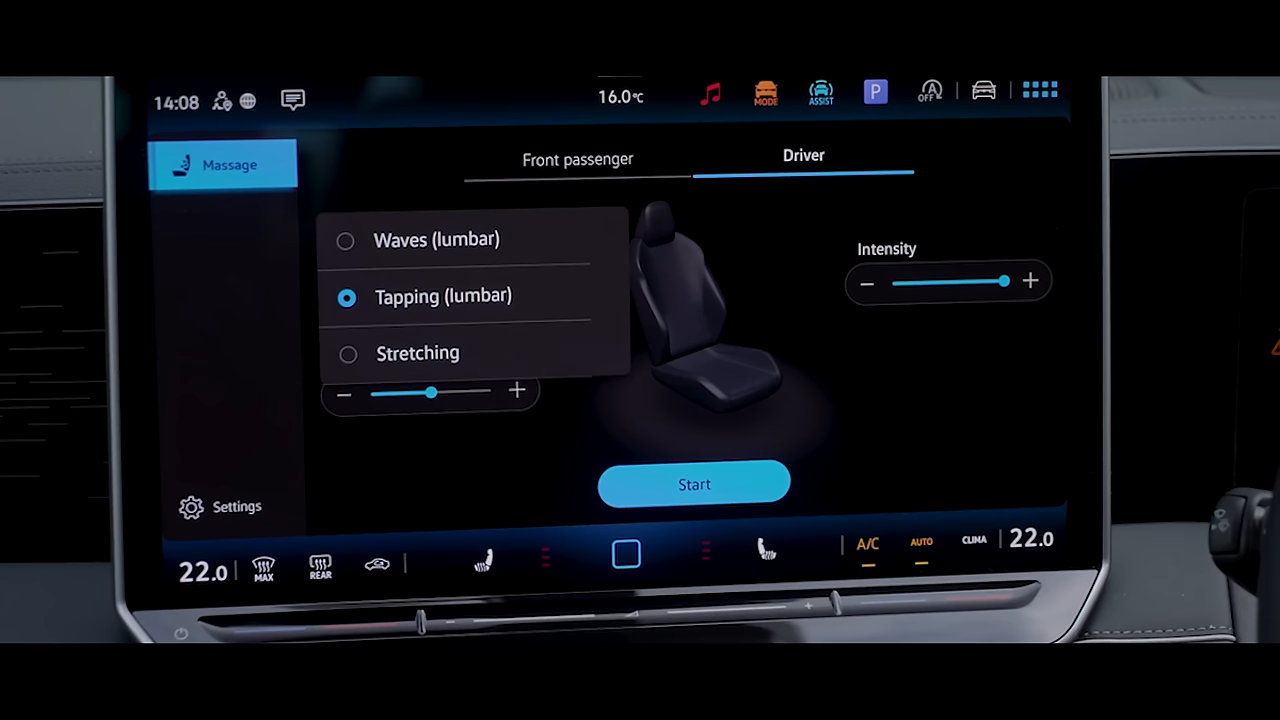 14:08
16.0°C
MODE
ASSIST
P
A
OFF
Massage
Front passenger
Driver
Waves (lumbar)
Tapping (lumbar)
Stretching
Intensity
Start
Settings
22.0
MAX
REAR
A/C
AUTO
CLIMA
22.0